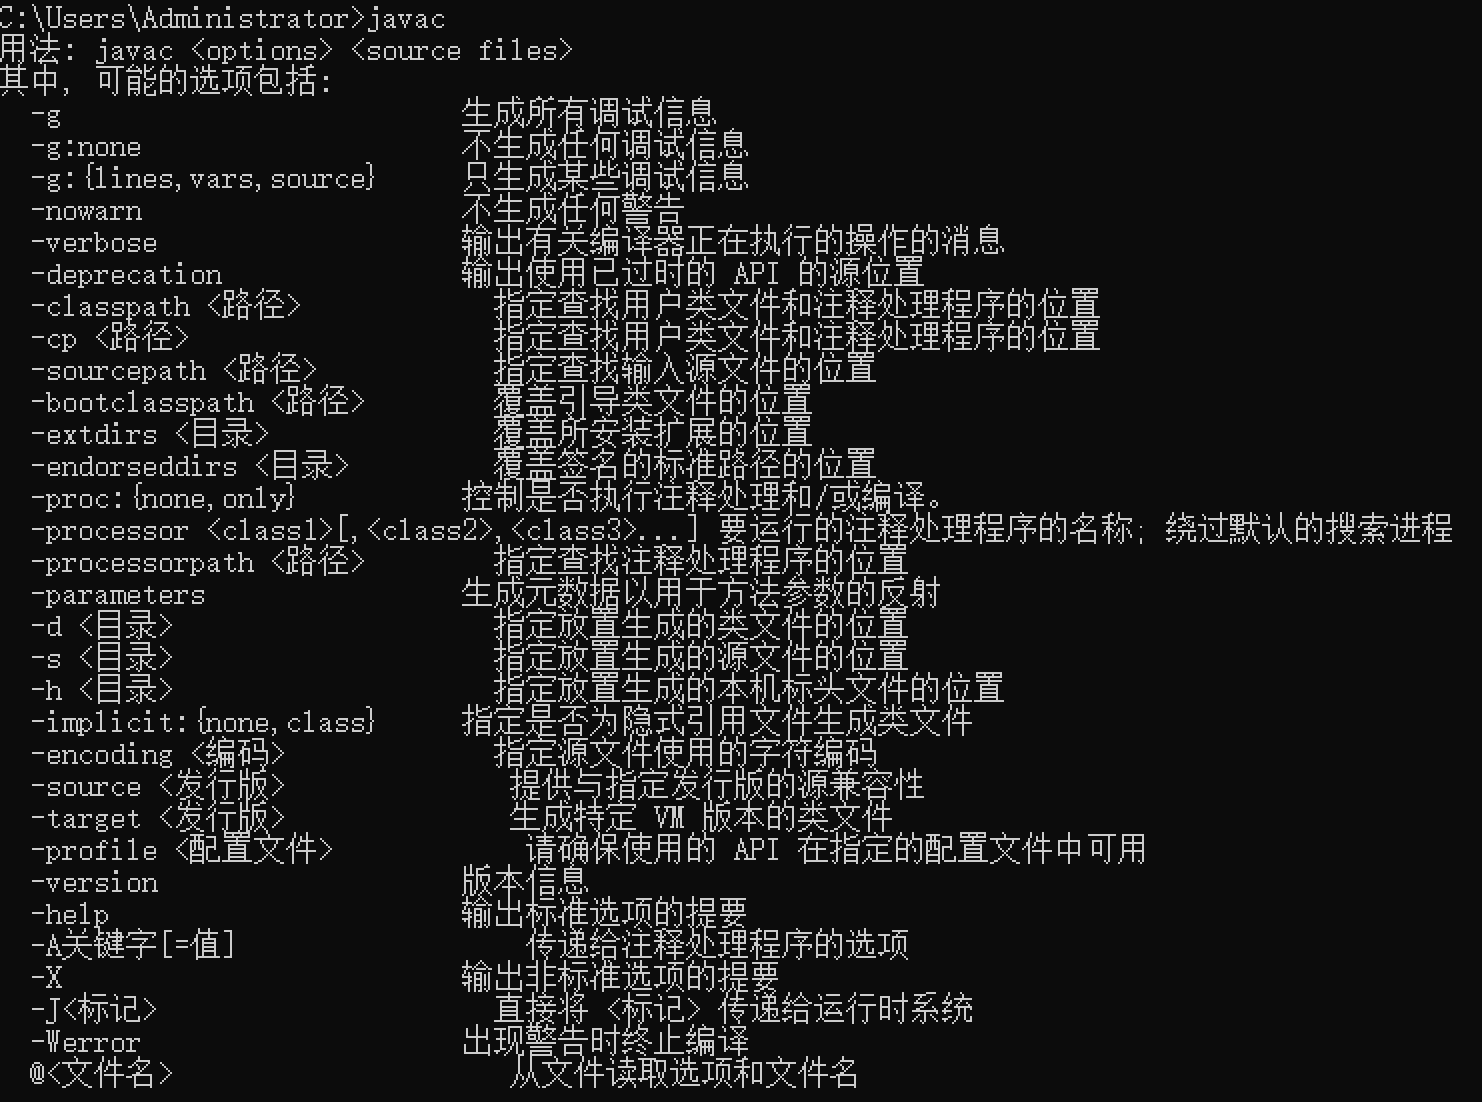 C:\Users\Administrator>javac
用法: javac <options> <source files>
其中, 可能的选项包括:
  -g                         生成所有调试信息
  -g:none                    不生成任何调试信息
  -g:{lines,vars,source}     只生成某些调试信息
  -nowarn                    不生成任何警告
  -verbose                   输出有关编译器正在执行的操作的消息
  -deprecation               输出使用已过时的 API 的源位置
  -classpath <路径>            指定查找用户类文件和注释处理程序的位置
  -cp <路径>                   指定查找用户类文件和注释处理程序的位置
  -sourcepath <路径>           指定查找输入源文件的位置
  -bootclasspath <路径>        覆盖引导类文件的位置
  -extdirs <目录>              覆盖所安装扩展的位置
  -endorseddirs <目录>         覆盖签名的标准路径的位置
  -proc:{none,only}          控制是否执行注释处理和/或编译。
  -processor <class1>[,<class2>,<class3>...] 要运行的注释处理程序的名称; 绕过默认的搜索进程
  -processorpath <路径>        指定查找注释处理程序的位置
  -parameters                生成元数据以用于方法参数的反射
  -d <目录>                    指定放置生成的类文件的位置
  -s <目录>                    指定放置生成的源文件的位置
  -h <目录>                    指定放置生成的本机标头文件的位置
  -implicit:{none,class}     指定是否为隐式引用文件生成类文件
  -encoding <编码>             指定源文件使用的字符编码
  -source <发行版>              提供与指定发行版的源兼容性
  -target <发行版>              生成特定 VM 版本的类文件
  -profile <配置文件>            请确保使用的 API 在指定的配置文件中可用
  -version                   版本信息
  -help                      输出标准选项的提要
  -A关键字[=值]                  传递给注释处理程序的选项
  -X                         输出非标准选项的提要
  -J<标记>                     直接将 <标记> 传递给运行时系统
  -Werror                    出现警告时终止编译
  @<文件名>                     从文件读取选项和文件名